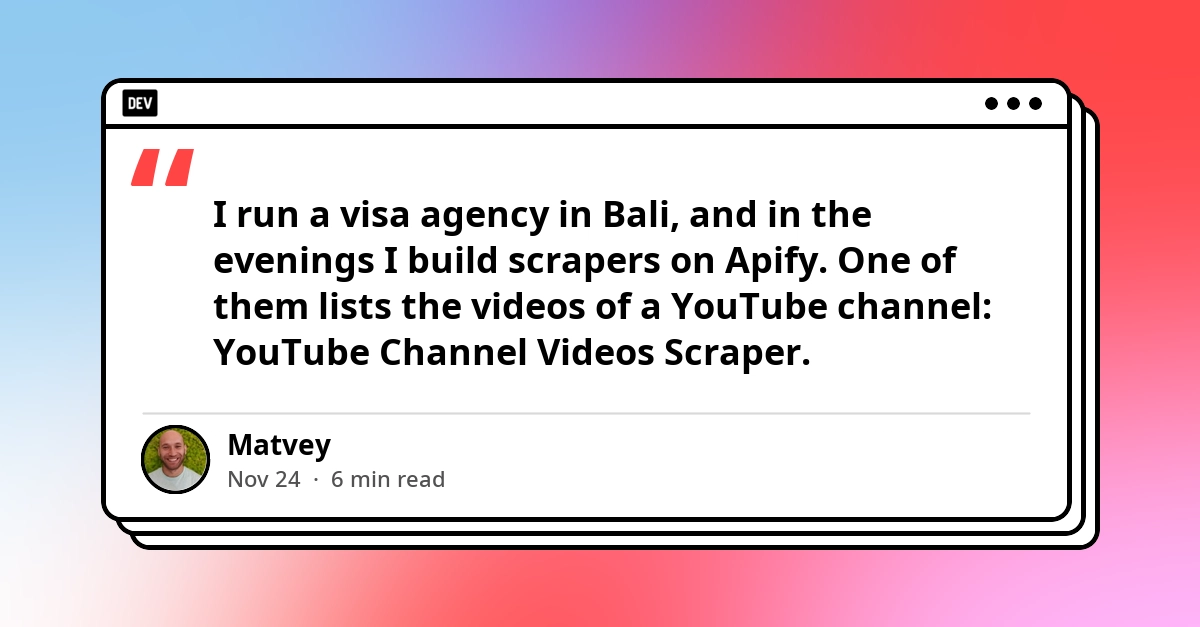 DEV
I run a visa agency in Bali, and in the
evenings I build scrapers on Apify. One of
them lists the videos of a YouTube channel:
YouTube Channel Videos Scraper.
Matvey
Nov 24 · 6 min read